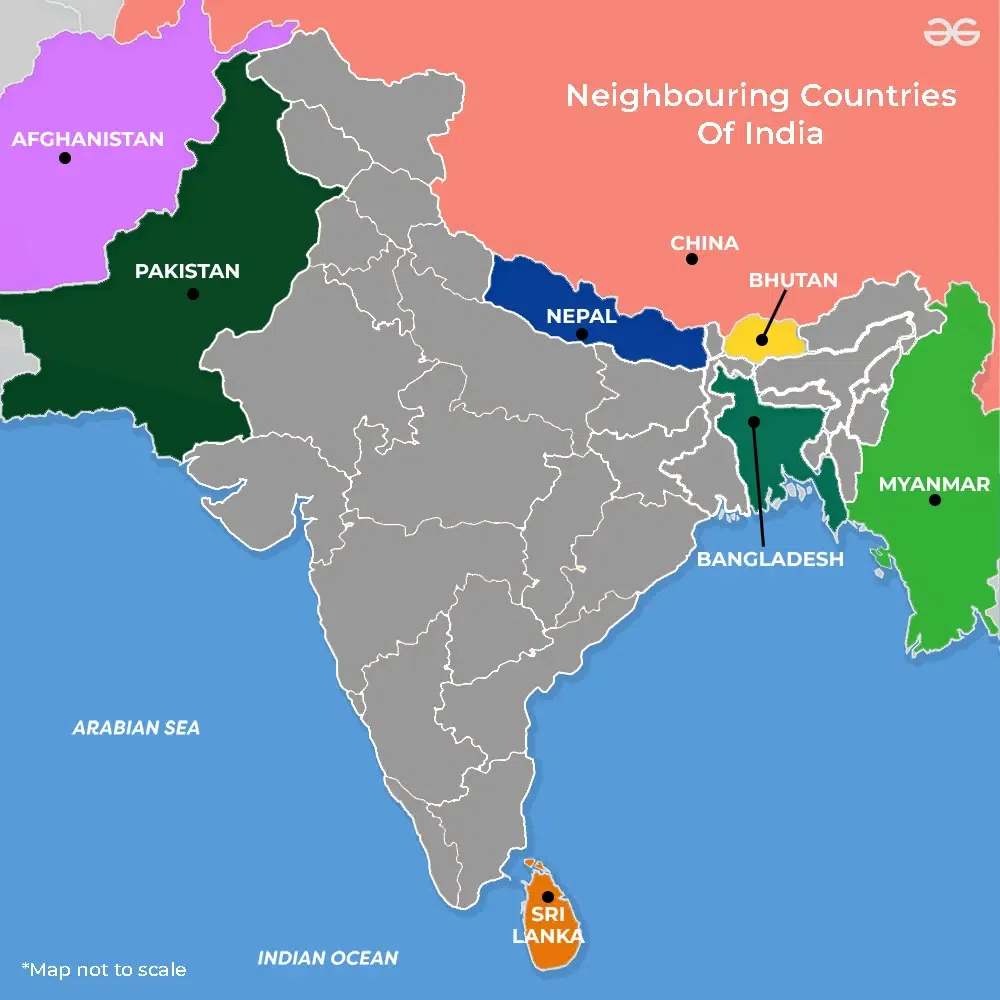 Neighbouring Countries
Of India
AFGHANISTAN
PAKISTAN
CHINA
BHUTAN
NEPAL
MYANMAR
BANGLADESH
ARABIAN SEA
SRI
LANKA
INDIAN OCEAN
*Map not to scale